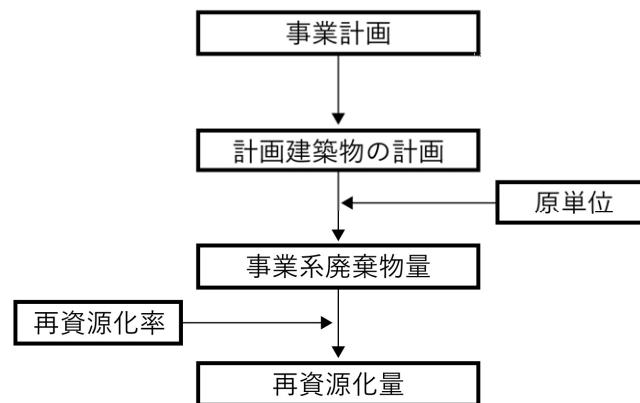 事業計画
計画建築物の計画
原単位
事業系廃棄物量
再資源化率
再資源化量